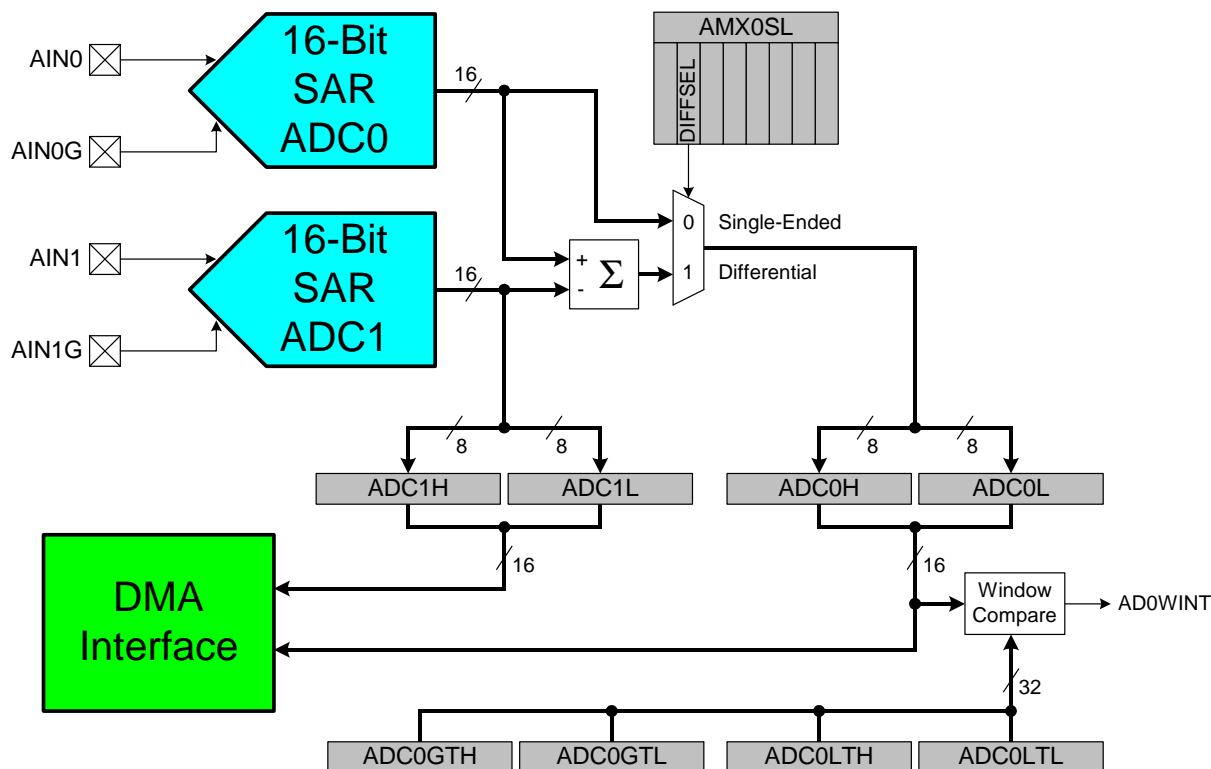 AIN0
AIN0G
16-Bit
SAR
ADC0
16
AMX0SL
DIFFSEL
AIN1
AIN1G
16-Bit
SAR
ADC1
16
+
-
Σ
0
1
Single-Ended
Differential
8
8
8
8
ADC1H
ADC1L
ADC0H
ADC0L
16
16
DMA
Interface
Window
Compare
AD0WINT
32
ADC0GTH
ADC0GTL
ADC0LTH
ADC0LTL